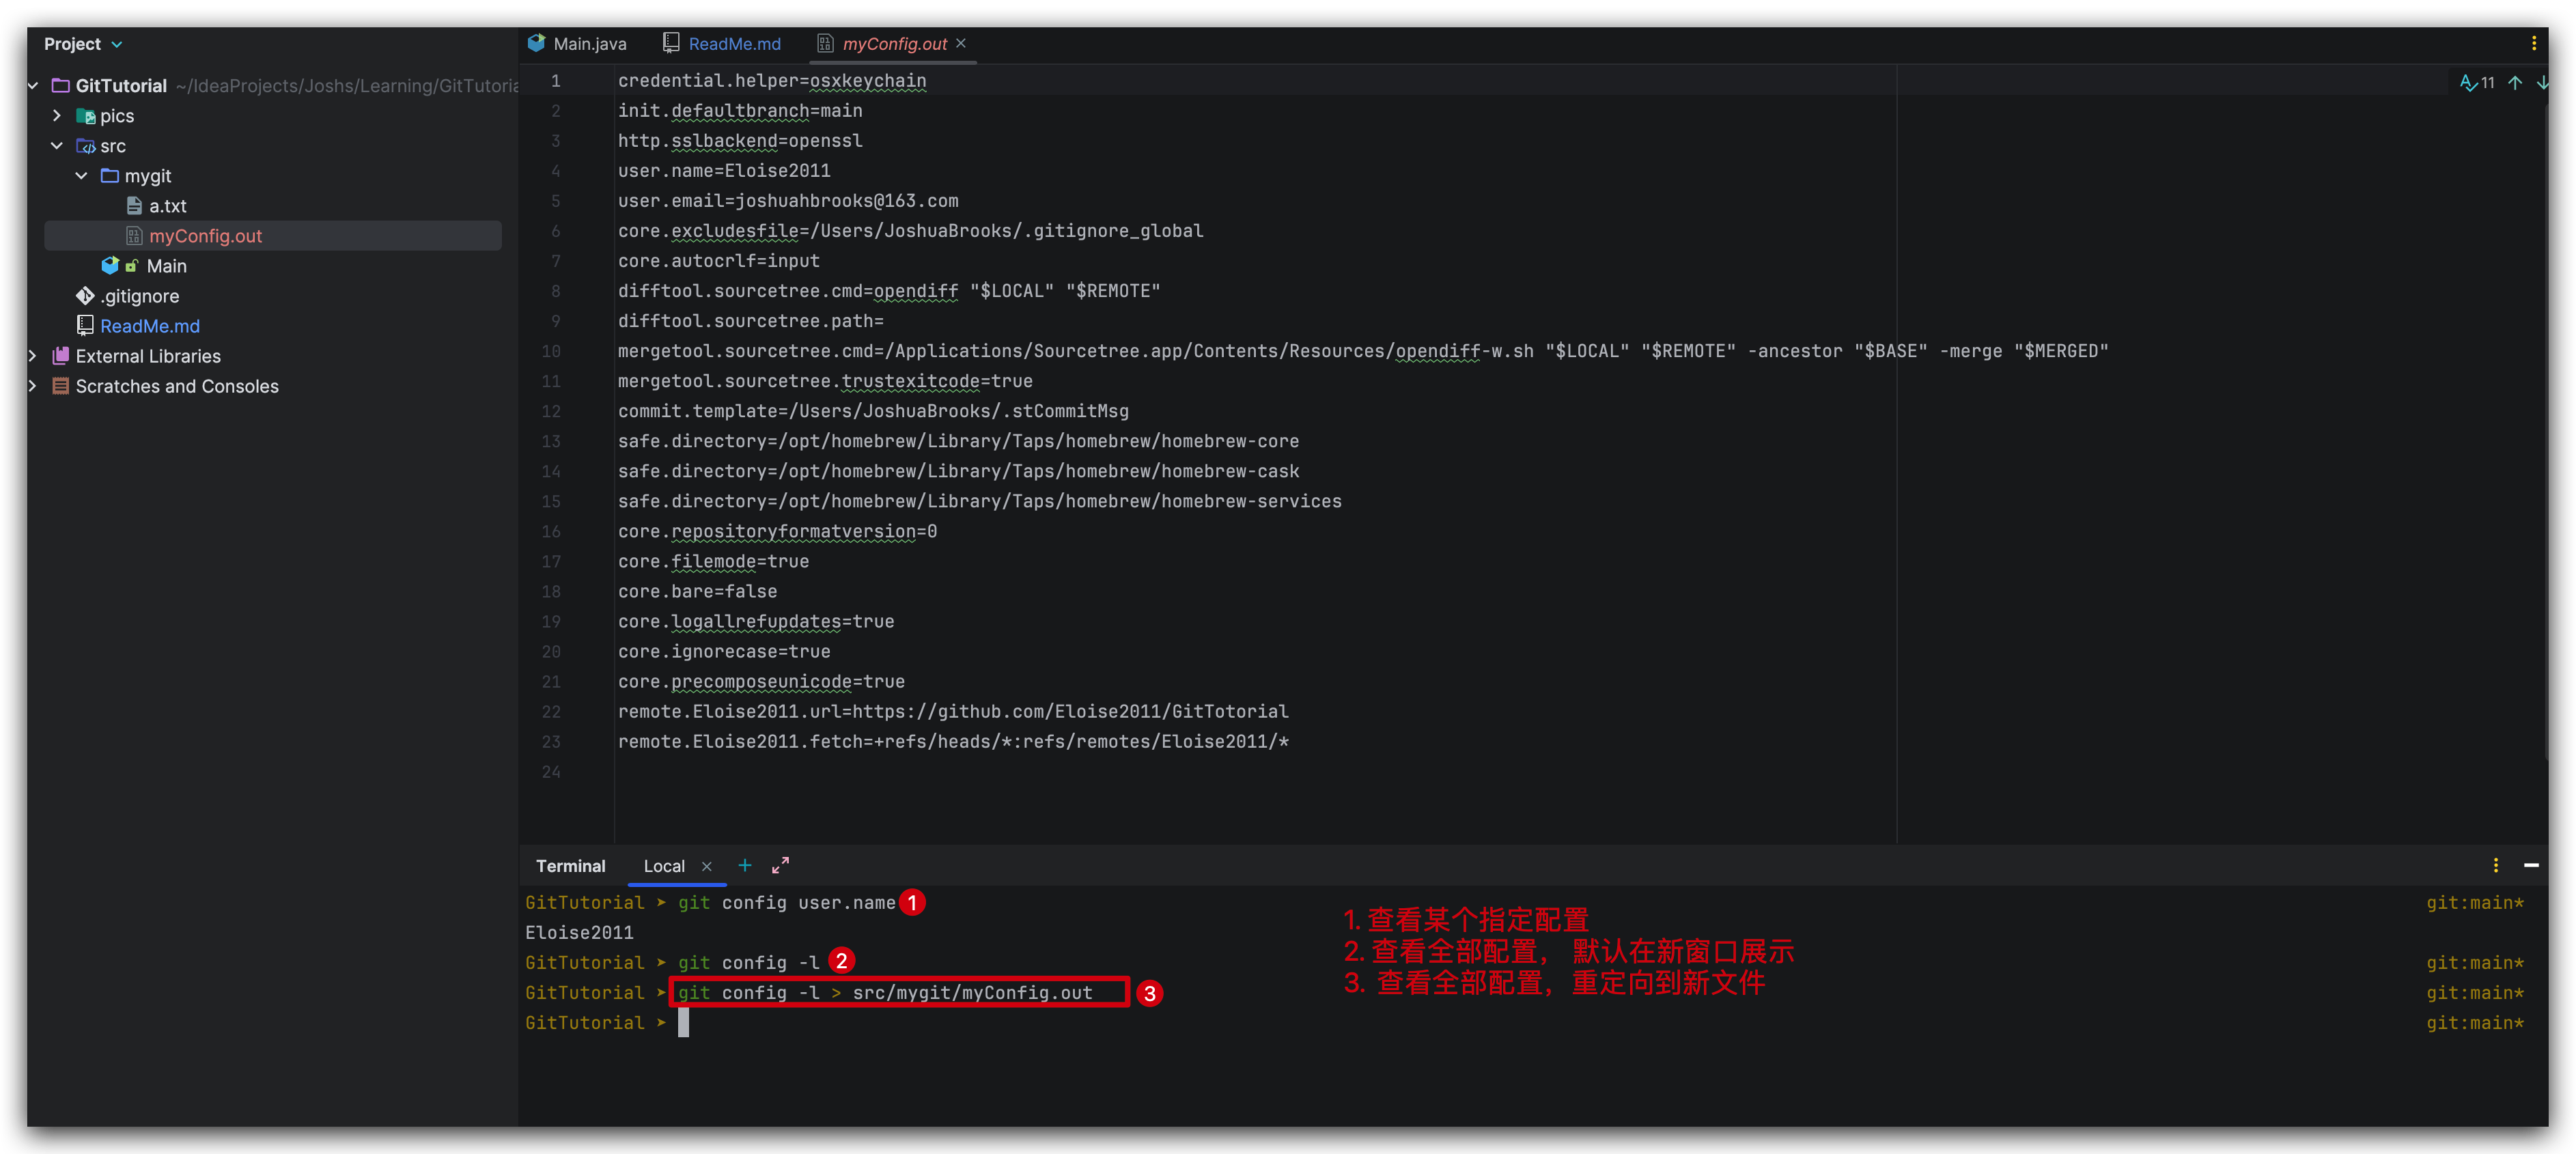 Project
GitTutorial ~/IdeaProjects/Joshs/Learning/GitTutoria
pics
src
mygit
a.txt
myConfig.out
Main
.gitignore
ReadMe.md
External Libraries
Scratches and Consoles
Main.java ReadMe.md myConfig.out
11
1 credential.helper=osxkeychain
2 init.defaultbranch=main
3 http.sslbackend=openssl
4 user.name=Eloise2011
5 user.email=joshuahbrooks@163.com
6 core.excludesfile=/Users/JoshuaBrooks/.gitignore_global
7 core.autocrlf=input
8 difftool.sourcetree.cmd=opendiff "$LOCAL" "$REMOTE"
9 difftool.sourcetree.path=
10 mergetool.sourcetree.cmd=/Applications/Sourcetree.app/Contents/Resources/opendiff-w.sh "$LOCAL" "$REMOTE" -ancestor "$BASE" -merge "$MERGED"
11 mergetool.sourcetree.trustexitcode=true
12 commit.template=/Users/JoshuaBrooks/.stCommitMsg
13 safe.directory=/opt/homebrew/Library/Taps/homebrew/homebrew-core
14 safe.directory=/opt/homebrew/Library/Taps/homebrew/homebrew-cask
15 safe.directory=/opt/homebrew/Library/Taps/homebrew/homebrew-services
16 core.repositoryformatversion=0
17 core.filemode=true
18 core.bare=false
19 core.logallrefupdates=true
20 core.ignorecase=true
21 core.precomposeunicode=true
22 remote.Eloise2011.url=https://github.com/Eloise2011/GitTotorial
23 remote.Eloise2011.fetch=+refs/heads/*:refs/remotes/Eloise2011/*
24
Terminal Local
GitTutorial ➤ git config user.name 1 git:main*
Eloise2011
GitTutorial ➤ git config -l 2 git:main*
GitTutorial ➤ git config -l > src/mygit/myConfig.out 3 git:main*
GitTutorial ➤ git:main*
1. 查看某个指定配置
2. 查看全部配置，默认在新窗口展示
3. 查看全部配置，重定向到新文件